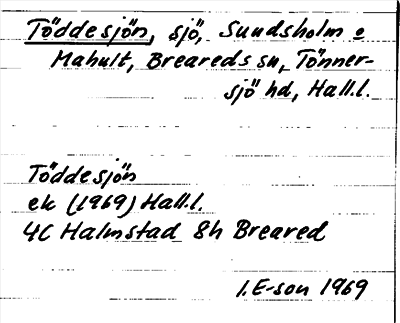 Töddesjön, sjö, Sundsholm o
Mahult, Breareds sn, Tönner-
sjö hd, Hall.l.
Töddesjön
ek (1969) Hall.l.
4C Halmstad 8h Breared
I.E-son 1969